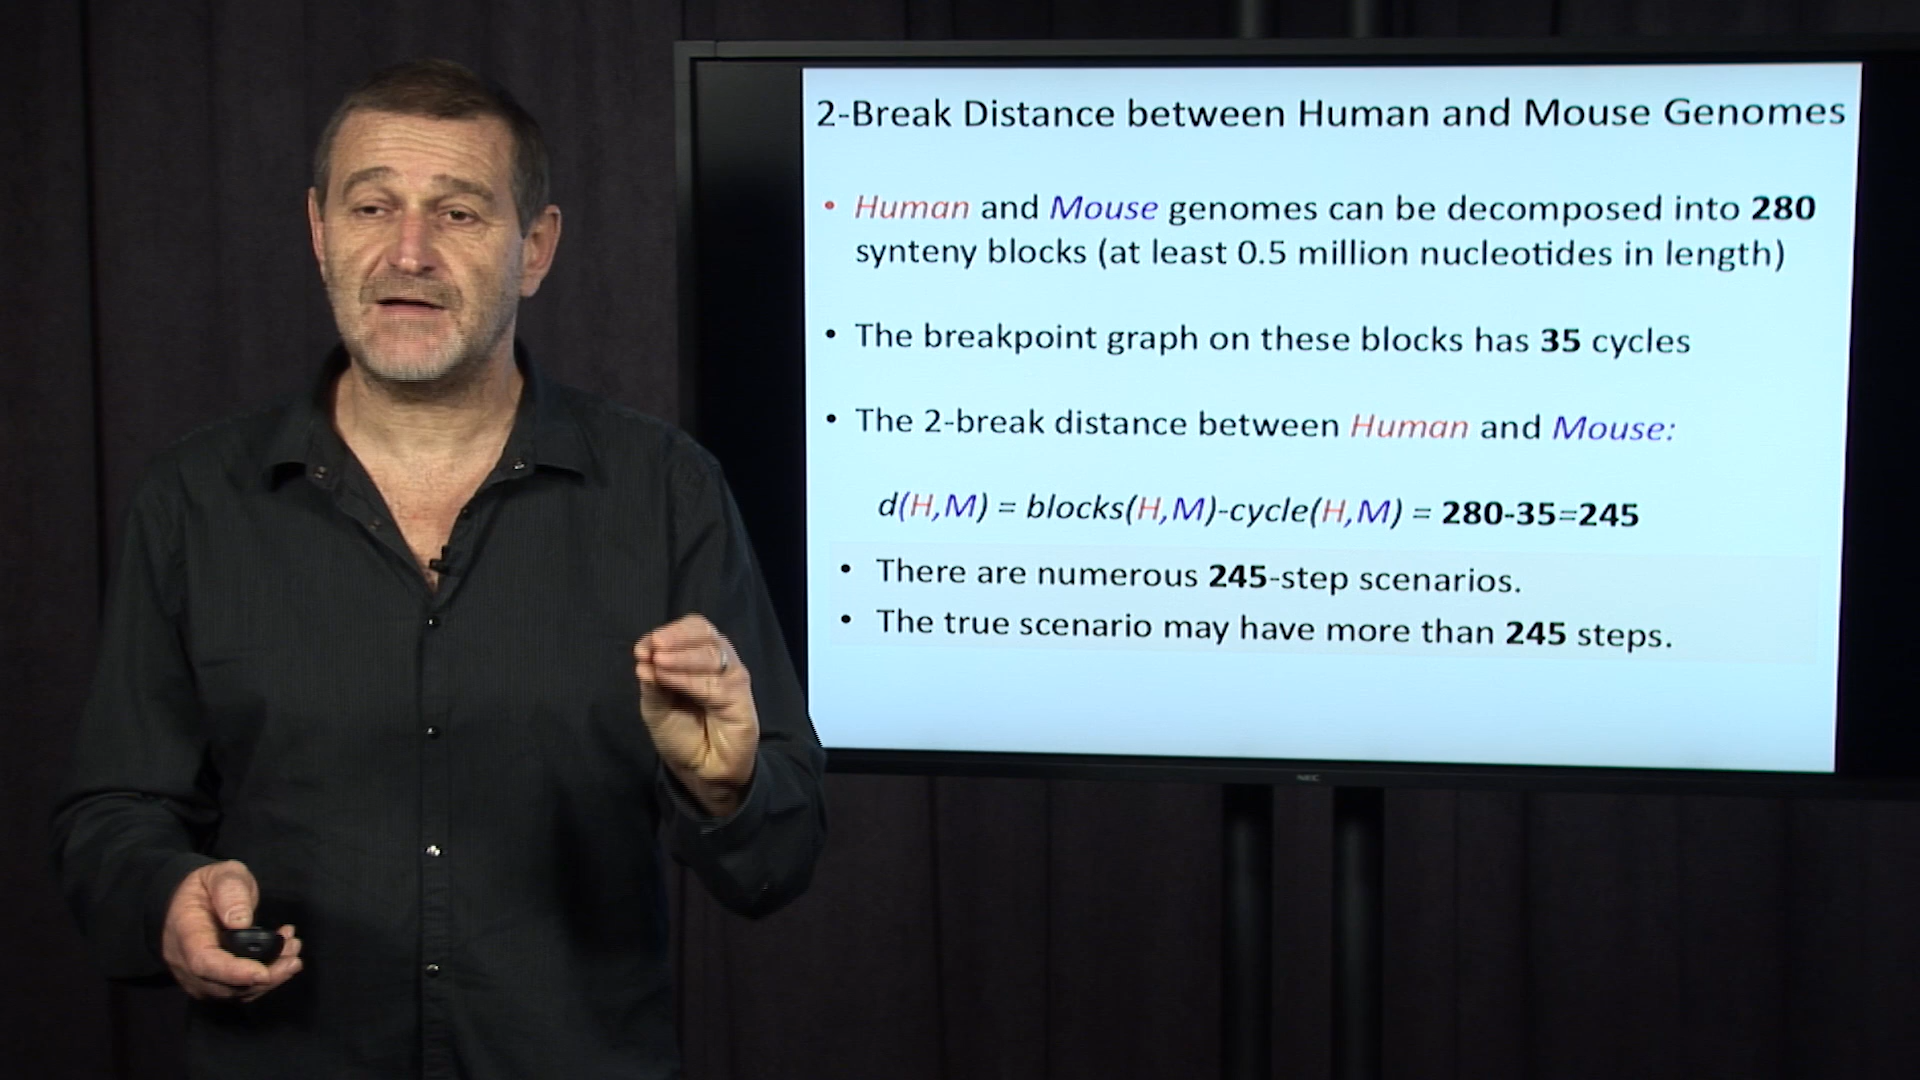 2-Break Distance between Human and Mouse Genomes
• Human and Mouse genomes can be decomposed into 280
synteny blocks (at least 0.5 million nucleotides in length)
• The breakpoint graph on these blocks has 35 cycles
• The 2-break distance between Human and Mouse:
d(H,M) = blocks(H,M)-cycle(H,M) = 280-35=245
• There are numerous 245-step scenarios.
• The true scenario may have more than 245 steps.
NEC